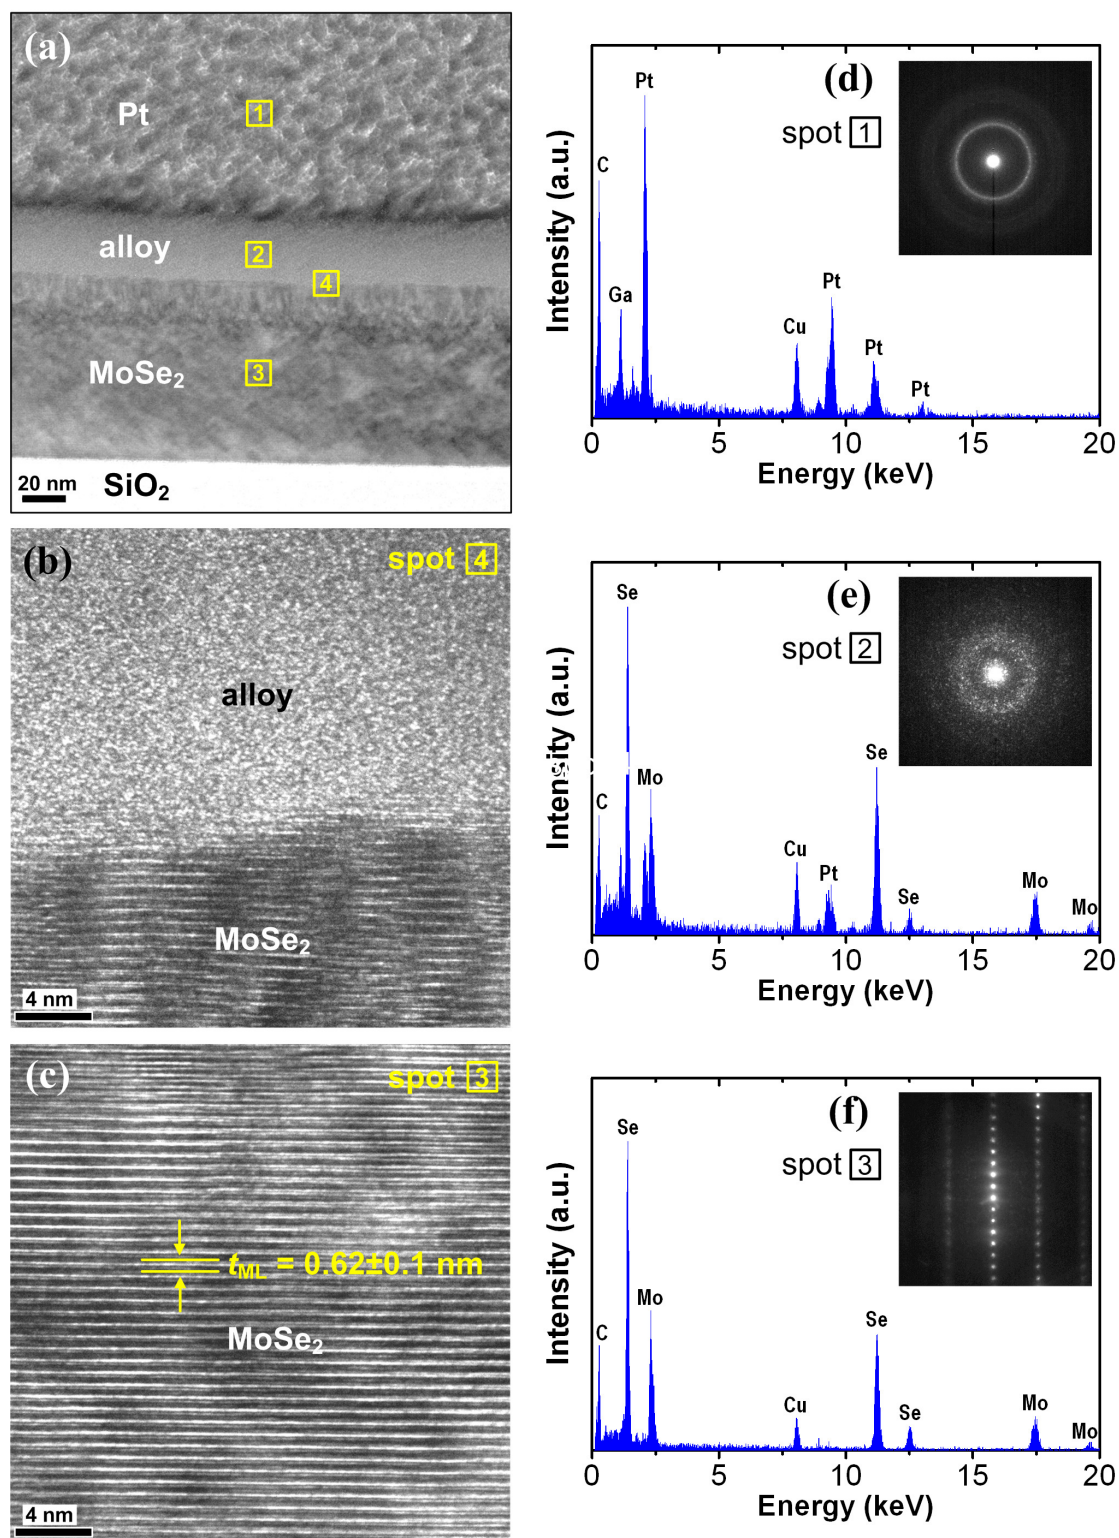 (a)
Pt
1
alloy
2
4
MoSe₂
3
20 nm
SiO₂
(b)
spot 4
alloy
MoSe₂
4 nm
(c)
spot 3
tML = 0.62±0.1 nm
MoSe₂
4 nm
(d)
spot 1
Intensity (a.u.)
C
Ga
Pt
Cu
Pt
Pt
Pt
0 5 10 15 20
Energy (keV)
(e)
spot 2
Intensity (a.u.)
C
Se
Mo
Cu
Pt
Se
Se
Mo
Mo
0 5 10 15 20
Energy (keV)
(f)
spot 3
Intensity (a.u.)
C
Se
Mo
Cu
Se
Se
Mo
Mo
0 5 10 15 20
Energy (keV)